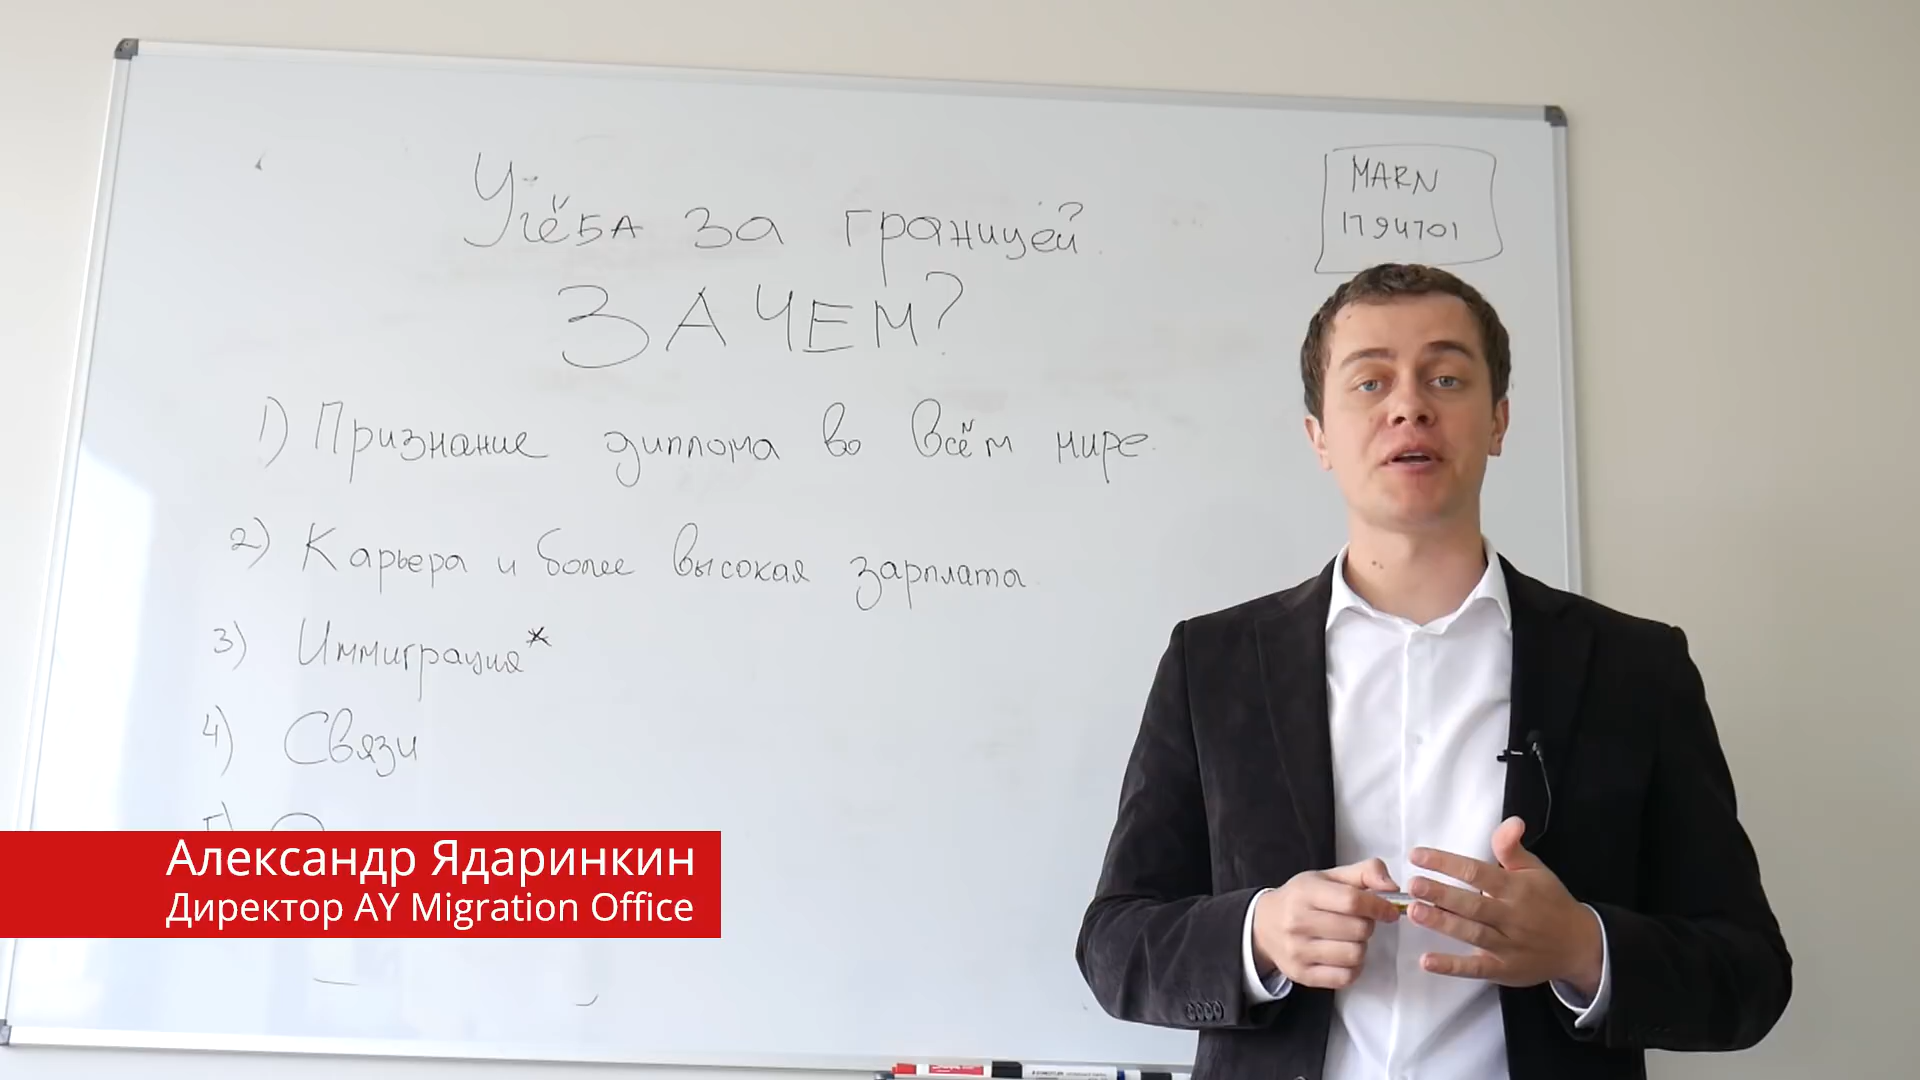 Учёба за границей?
ЗАЧЕМ?
MARN
1794701
1) Признание диплома во всём мире.
2) Карьера и более высокая зарплата
3) Иммиграция*
4) Связи
5)
Александр Ядаринкин
Директор AY Migration Office